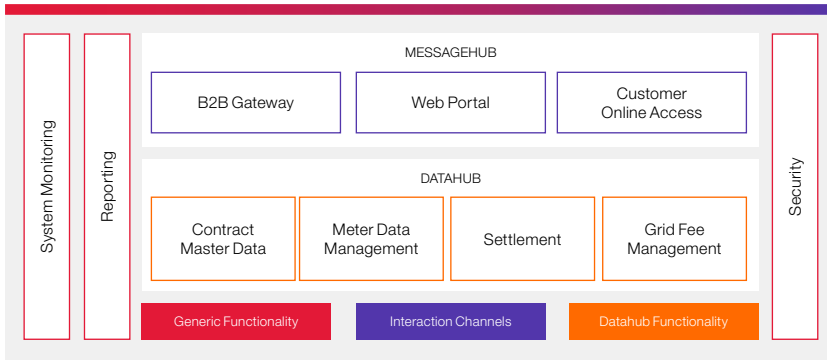 System Monitoring
Reporting
MESSAGEHUB
B2B Gateway
Web Portal
Customer
Online Access
DATAHUB
Contract
Master Data
Meter Data
Management
Settlement
Grid Fee
Management
Security
Generic Functionality
Interaction Channels
Datahub Functionality